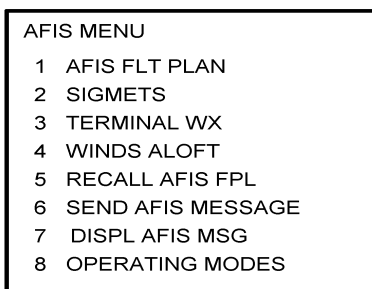 AFIS MENU
1 AFIS FLT PLAN
2 SIGMETS
3 TERMINAL WX
4 WINDS ALOFT
5 RECALL AFIS FPL
6 SEND AFIS MESSAGE
7 DISPL AFIS MSG
8 OPERATING MODES